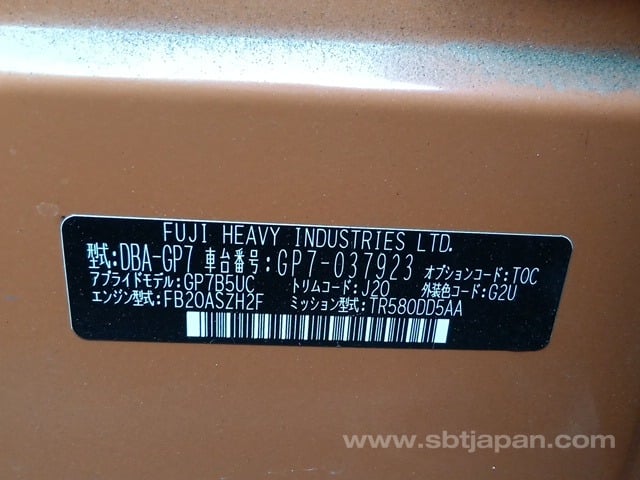 FUJI HEAVY INDUSTRIES LTD.
型式:DBA-GP7 車台番号:GP7-037923 オプションコード:TOC
アプライドモデル:GP7B5UC トリムコード:J20 外装色コード:G2U
エンジン型式:FB20ASZH2F ミッション型式:TR580DD5AA
www.sbtjapan.com